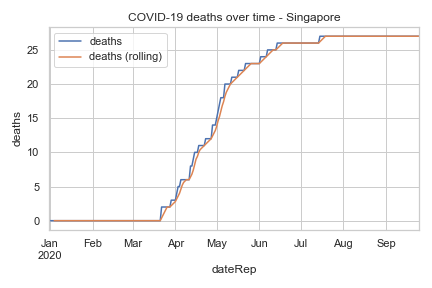 COVID-19 deaths over time - Singapore
deaths
deaths (rolling)
25
20
15
10
5
0
deaths
Jan Feb Mar Apr May Jun Jul Aug Sep
2020
dateRep